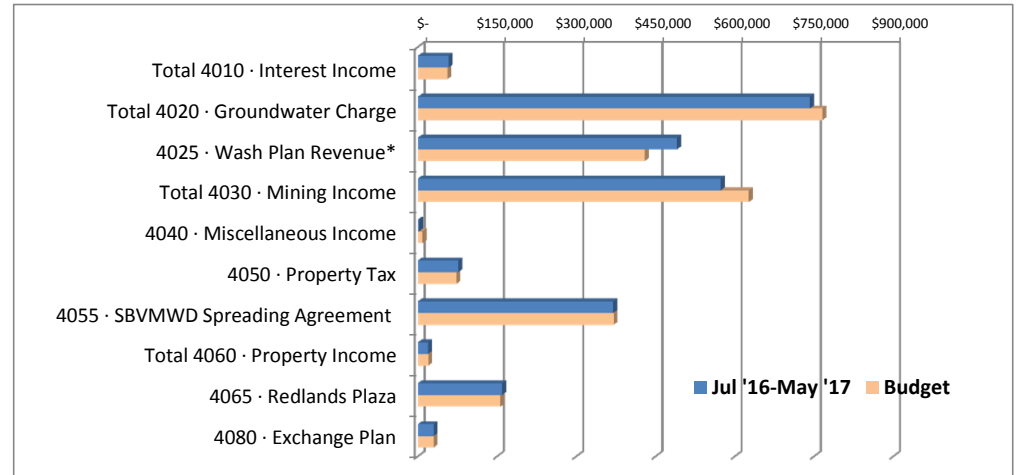 $- $150,000 $300,000 $450,000 $600,000 $750,000 $900,000
Total 4010 · Interest Income
Total 4020 · Groundwater Charge
4025 · Wash Plan Revenue*
Total 4030 · Mining Income
4040 · Miscellaneous Income
4050 · Property Tax
4055 · SBVMWD Spreading Agreement
Total 4060 · Property Income
4065 · Redlands Plaza
4080 · Exchange Plan
Jul '16-May '17 Budget